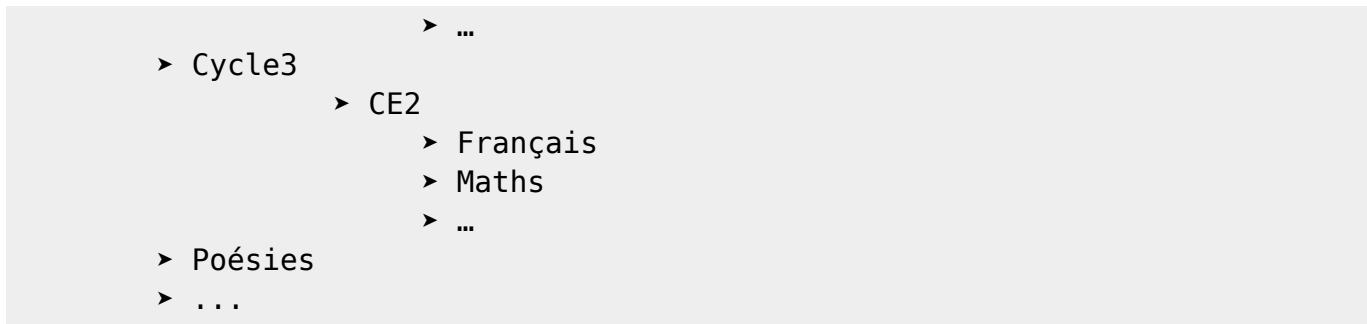 ➤ …
➤ Cycle3
➤ CE2
➤ Français
➤ Maths
➤ …
➤ Poésies
➤ ...